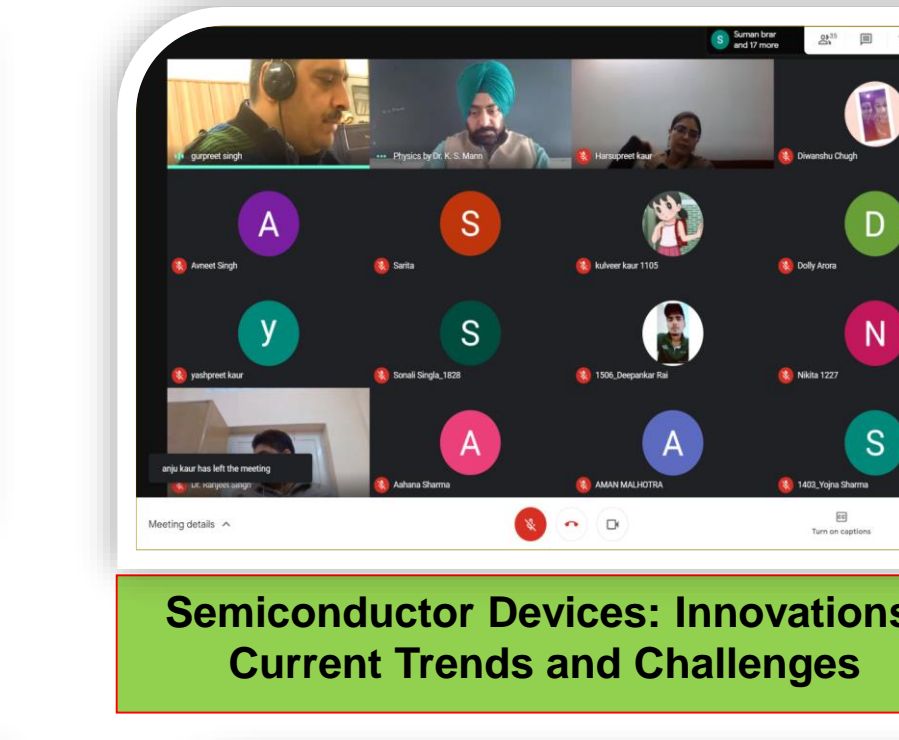 S
Suman brar
and 17 more
35
gurpreet singh
Physics by Dr. K. S. Mann
Harsupreet kaur
Diwanshu Chugh
A
S
D
Avneet Singh
Sarita
kulveer kaur 1105
Dolly Arora
y
S
N
yashpreet kaur
Sonali Singla_1828
1506_Deepankar Rai
Nikita 1227
A
A
S
anju kaur has left the meeting
Dr. Ranjeet Singh
Aahana Sharma
AMAN MALHOTRA
1403_Yojna Sharma
Meeting details
Turn on captions
Semiconductor Devices: Innovations
Current Trends and Challenges